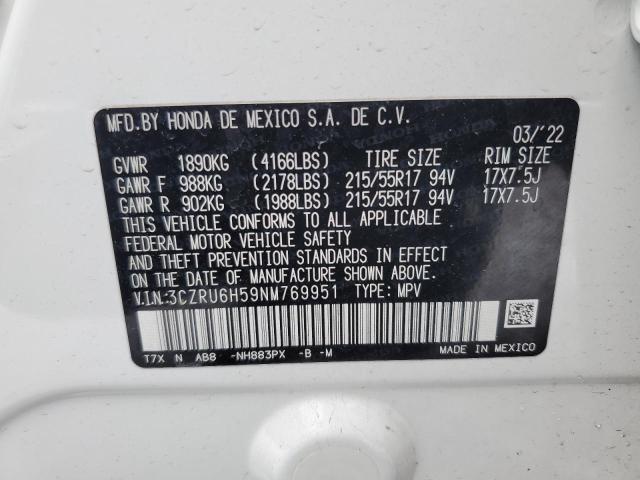 MFD.BY HONDA DE MEXICO S.A. DE C.V.
03/'22
GVWR 1890KG (4166LBS) TIRE SIZE RIM SIZE
GAWR F 988KG (2178LBS) 215/55R17 94V 17X7.5J
GAWR R 902KG (1988LBS) 215/55R17 94V 17X7.5J
THIS VEHICLE CONFORMS TO ALL APPLICABLE
FEDERAL MOTOR VEHICLE SAFETY
AND THEFT PREVENTION STANDARDS IN EFFECT
ON THE DATE OF MANUFACTURE SHOWN ABOVE.
V.I.N.:3CZRU6H59NM769951 TYPE: MPV
T7X N AB8 -NH883PX -B -M MADE IN MEXICO